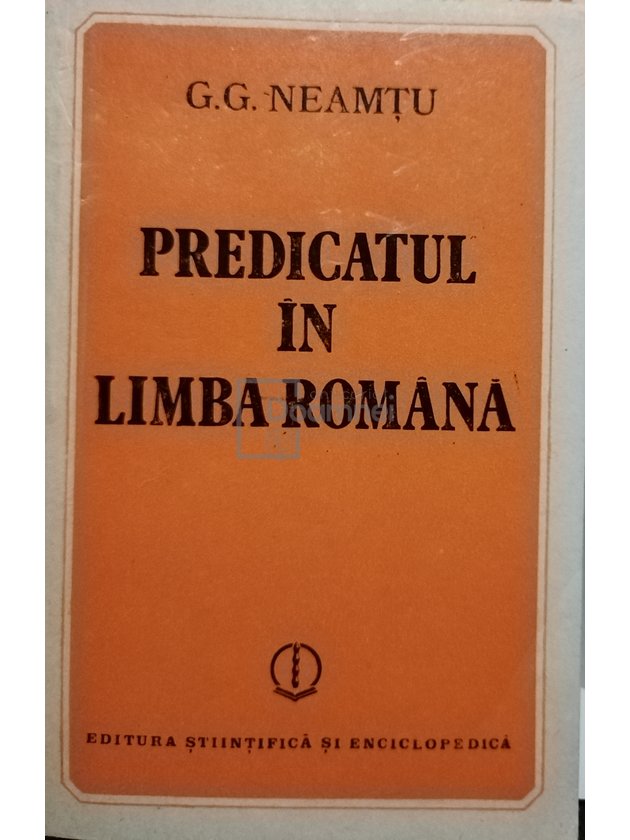 G.G. NEAMȚU
PREDICATUL
ÎN
LIMBA ROMÂNĂ
EDITURA ȘTIINȚIFICĂ ȘI ENCICLOPEDICĂ